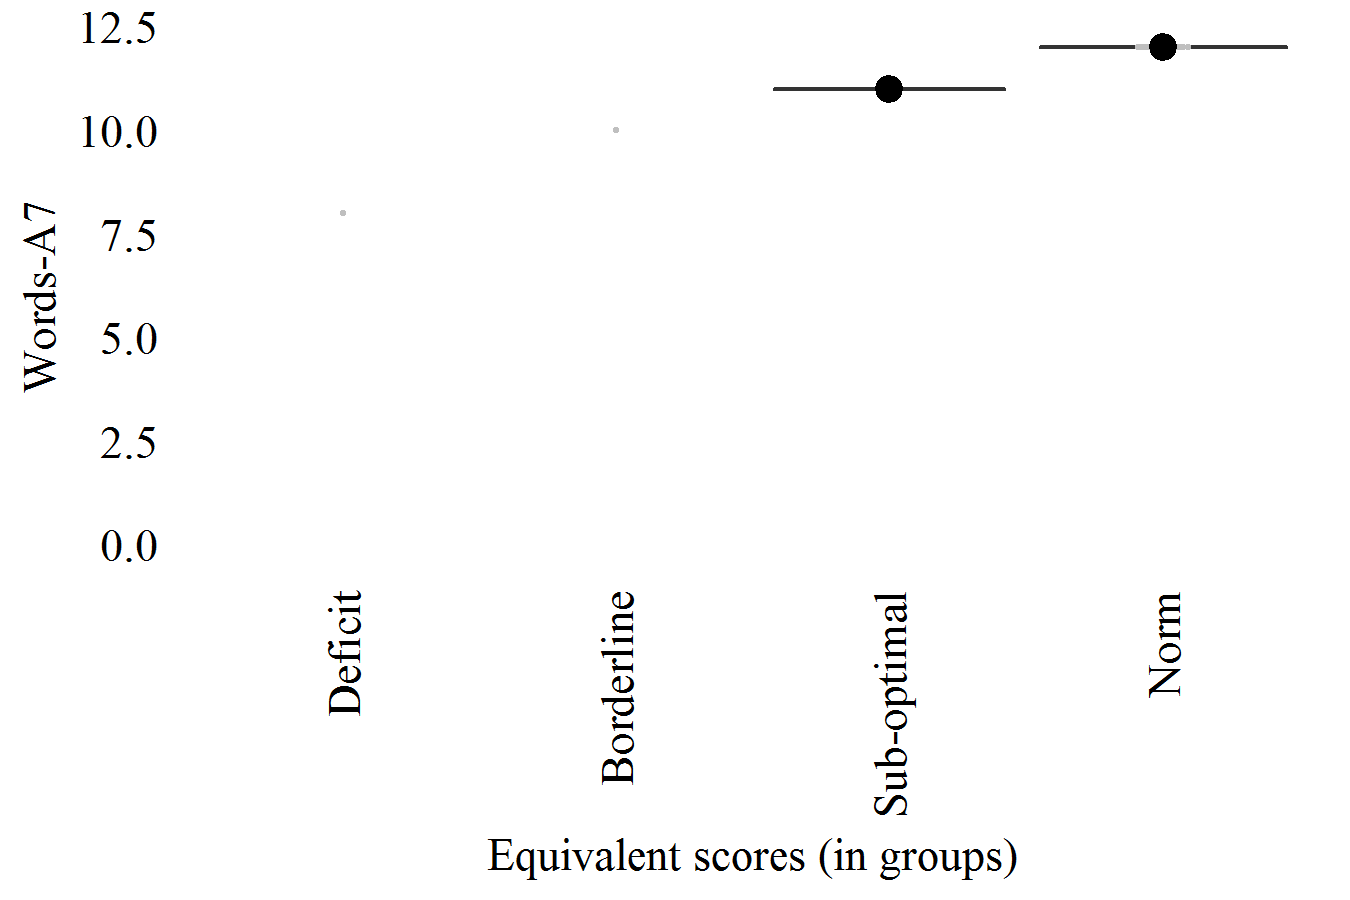 12.5
10.0
7.5
5.0
2.5
0.0
Words-A7
Deficit
Borderline
Sub-optimal
Norm
Equivalent scores (in groups)